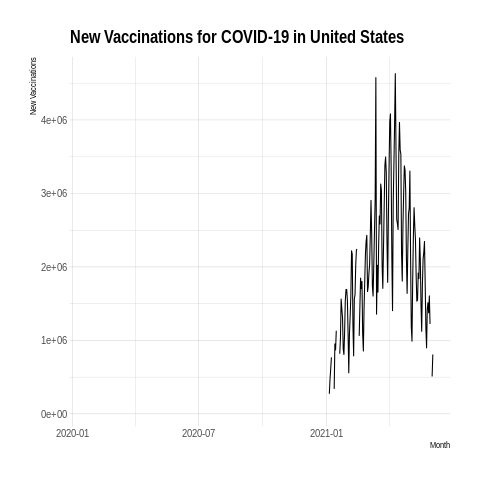 New Vaccinations for COVID-19 in United States
New Vaccinations
4e+06
3e+06
2e+06
1e+06
0e+00
2020-01
2020-07
2021-01
Month